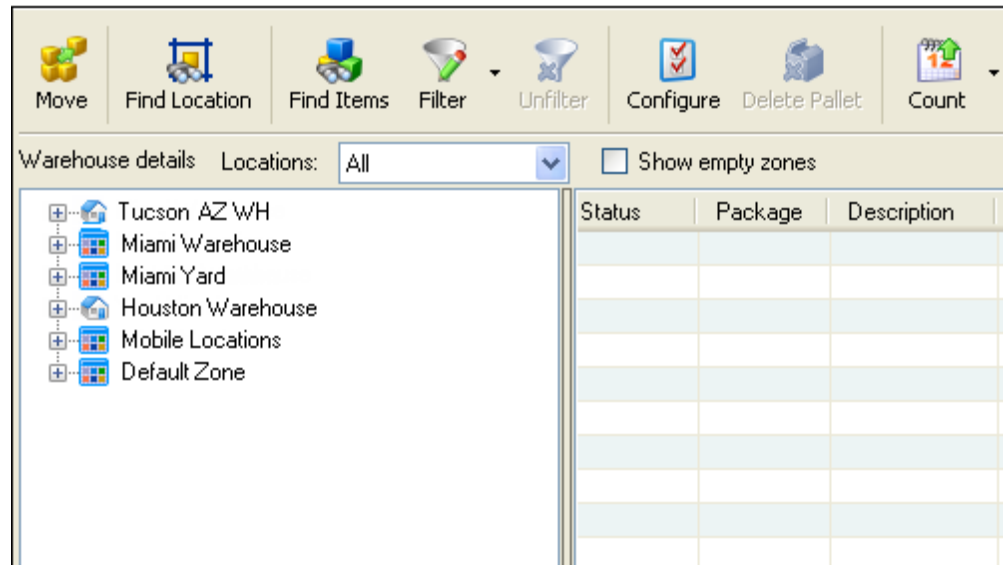 Move Find Location Find Items Filter Unfilter Configure Delete Pallet Count
Warehouse details Locations: All Show empty zones
Tucson AZ WH
Miami Warehouse
Miami Yard
Houston Warehouse
Mobile Locations
Default Zone
Status Package Description